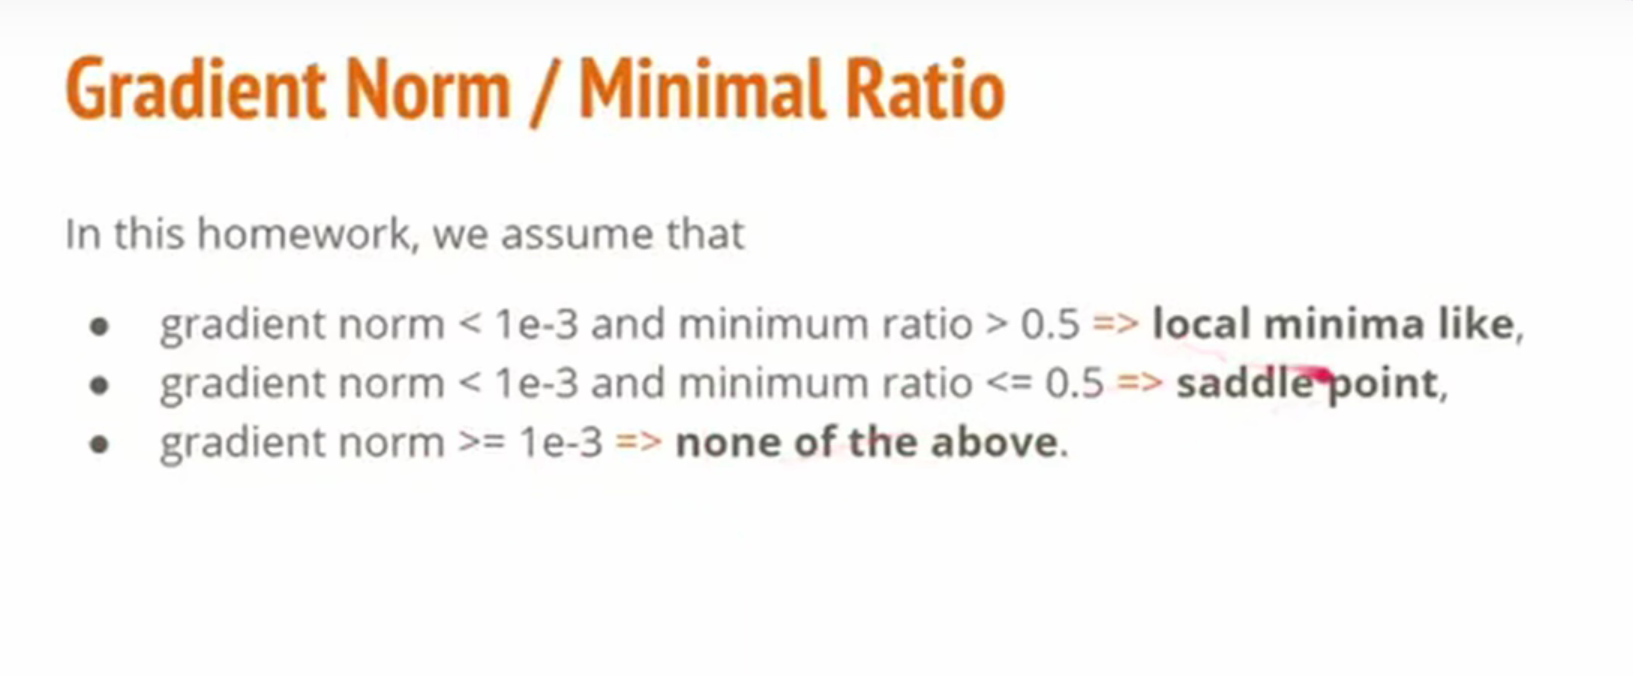 Gradient Norm / Minimal Ratio
In this homework, we assume that
● gradient norm < 1e-3 and minimum ratio > 0.5 => local minima like,
● gradient norm < 1e-3 and minimum ratio <= 0.5 => saddle point,
● gradient norm >= 1e-3 => none of the above.